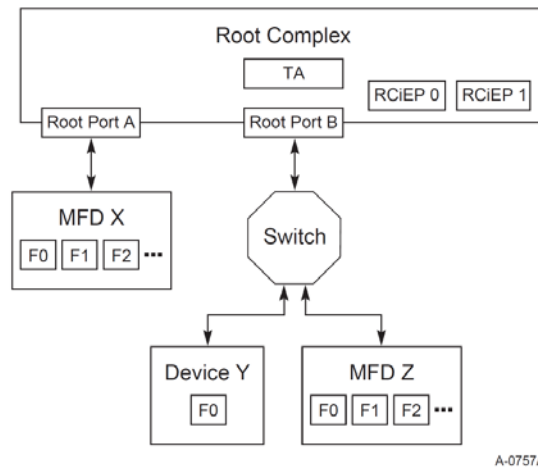 Root Complex
TA
RCiEP 0 RCiEP 1
Root Port A Root Port B
MFD X
F0 F1 F2 ...
Switch
Device Y MFD Z
F0 F0 F1 F2 ...
A-0757